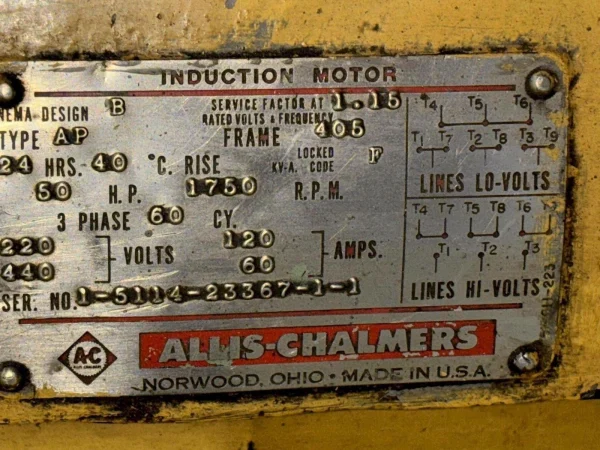 INDUCTION MOTOR
NEMA DESIGN B SERVICE FACTOR AT 1.15
RATED VOLTS & FREQUENCY
TYPE AP FRAME 405
24 HRS. 40 °C. RISE LOCKED KV-A. CODE F
50 H.P. 1750 R.P.M.
3 PHASE 60 CY.
220 120
VOLTS AMPS.
440 60
SER. NO. 1-5114-23367-1-1
T4 T5 T6
T1 T7 T2 T8 T3 T9
LINES LO-VOLTS
T4 T7 T5 T8 T6
T1 T2 T3
LINES HI-VOLTS
A-C
ALLIS-CHALMERS
ALLIS-CHALMERS
NORWOOD, OHIO • MADE IN U.S.A.